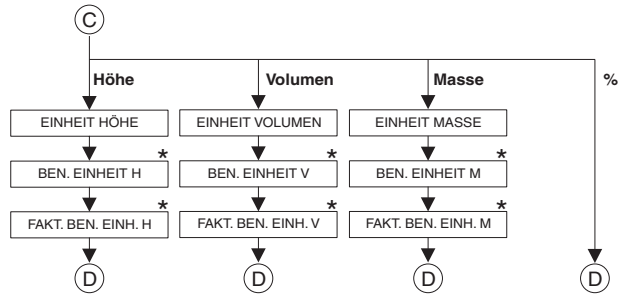 C
Höhe Volumen Masse %
EINHEIT HÖHE EINHEIT VOLUMEN EINHEIT MASSE
* * *
BEN. EINHEIT H BEN. EINHEIT V BEN. EINHEIT M
* * *
FAKT. BEN. EINH. H FAKT. BEN. EINH. V FAKT. BEN. EINH. M
D D D D